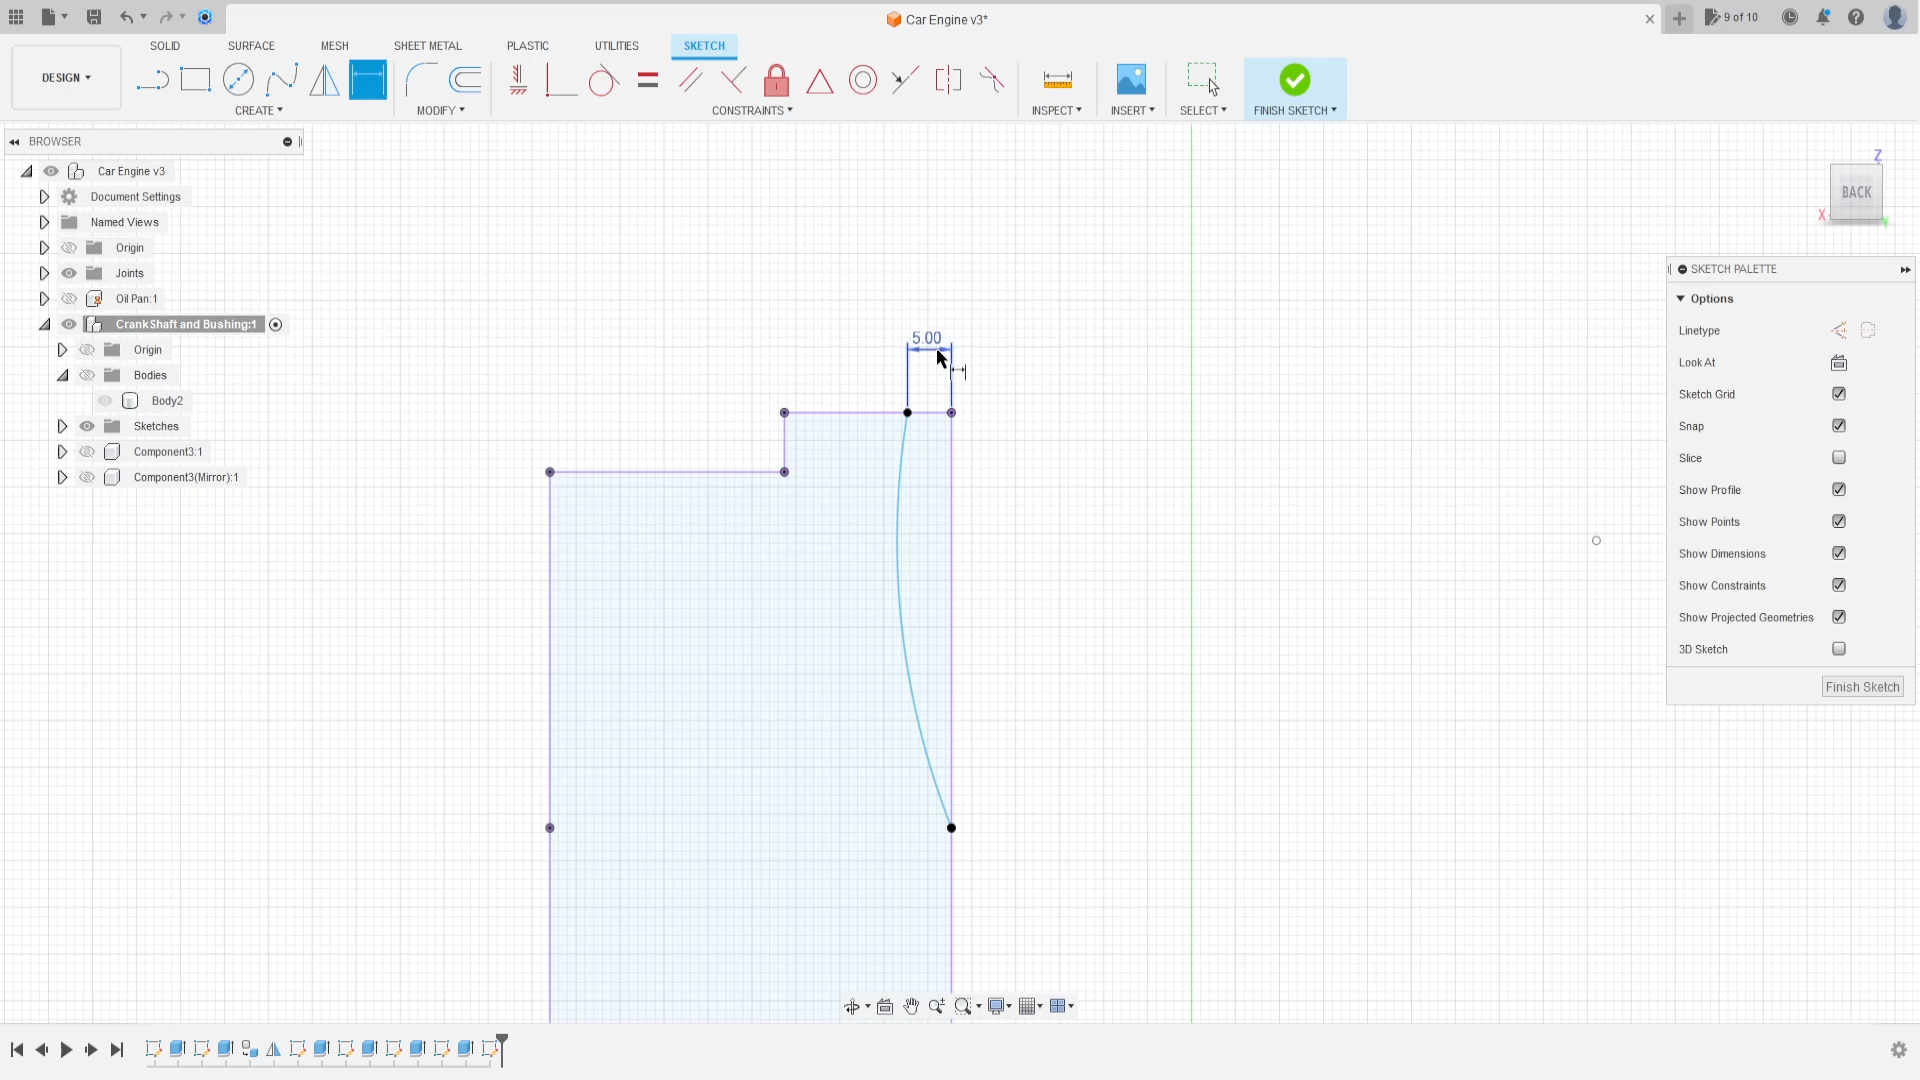 Car Engine v3*
9 of 10
SOLID SURFACE MESH SHEET METAL PLASTIC UTILITIES SKETCH
DESIGN
CREATE MODIFY CONSTRAINTS INSPECT INSERT SELECT FINISH SKETCH
BROWSER
Car Engine v3
Document Settings
Named Views
Origin
Joints
Oil Pan:1
CrankShaft and Bushing:1
Origin
Bodies
Body2
Sketches
Component3:1
Component3(Mirror):1
5.00
Z
BACK
X
SKETCH PALETTE
Options
Linetype
Look At
Sketch Grid
Snap
Slice
Show Profile
Show Points
Show Dimensions
Show Constraints
Show Projected Geometries
3D Sketch
Finish Sketch